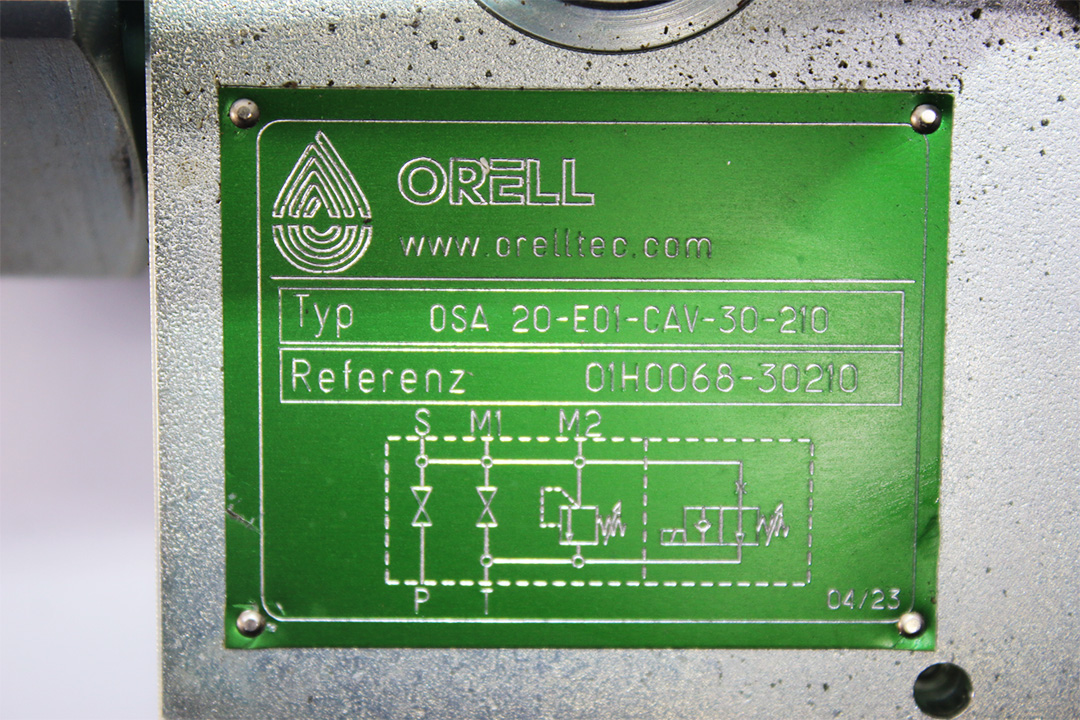 ORELL
www.orelltec.com
Typ OSA 20-E01-CAV-30-210
Referenz 01H0068-30210
S M1 M2
P T
04/23